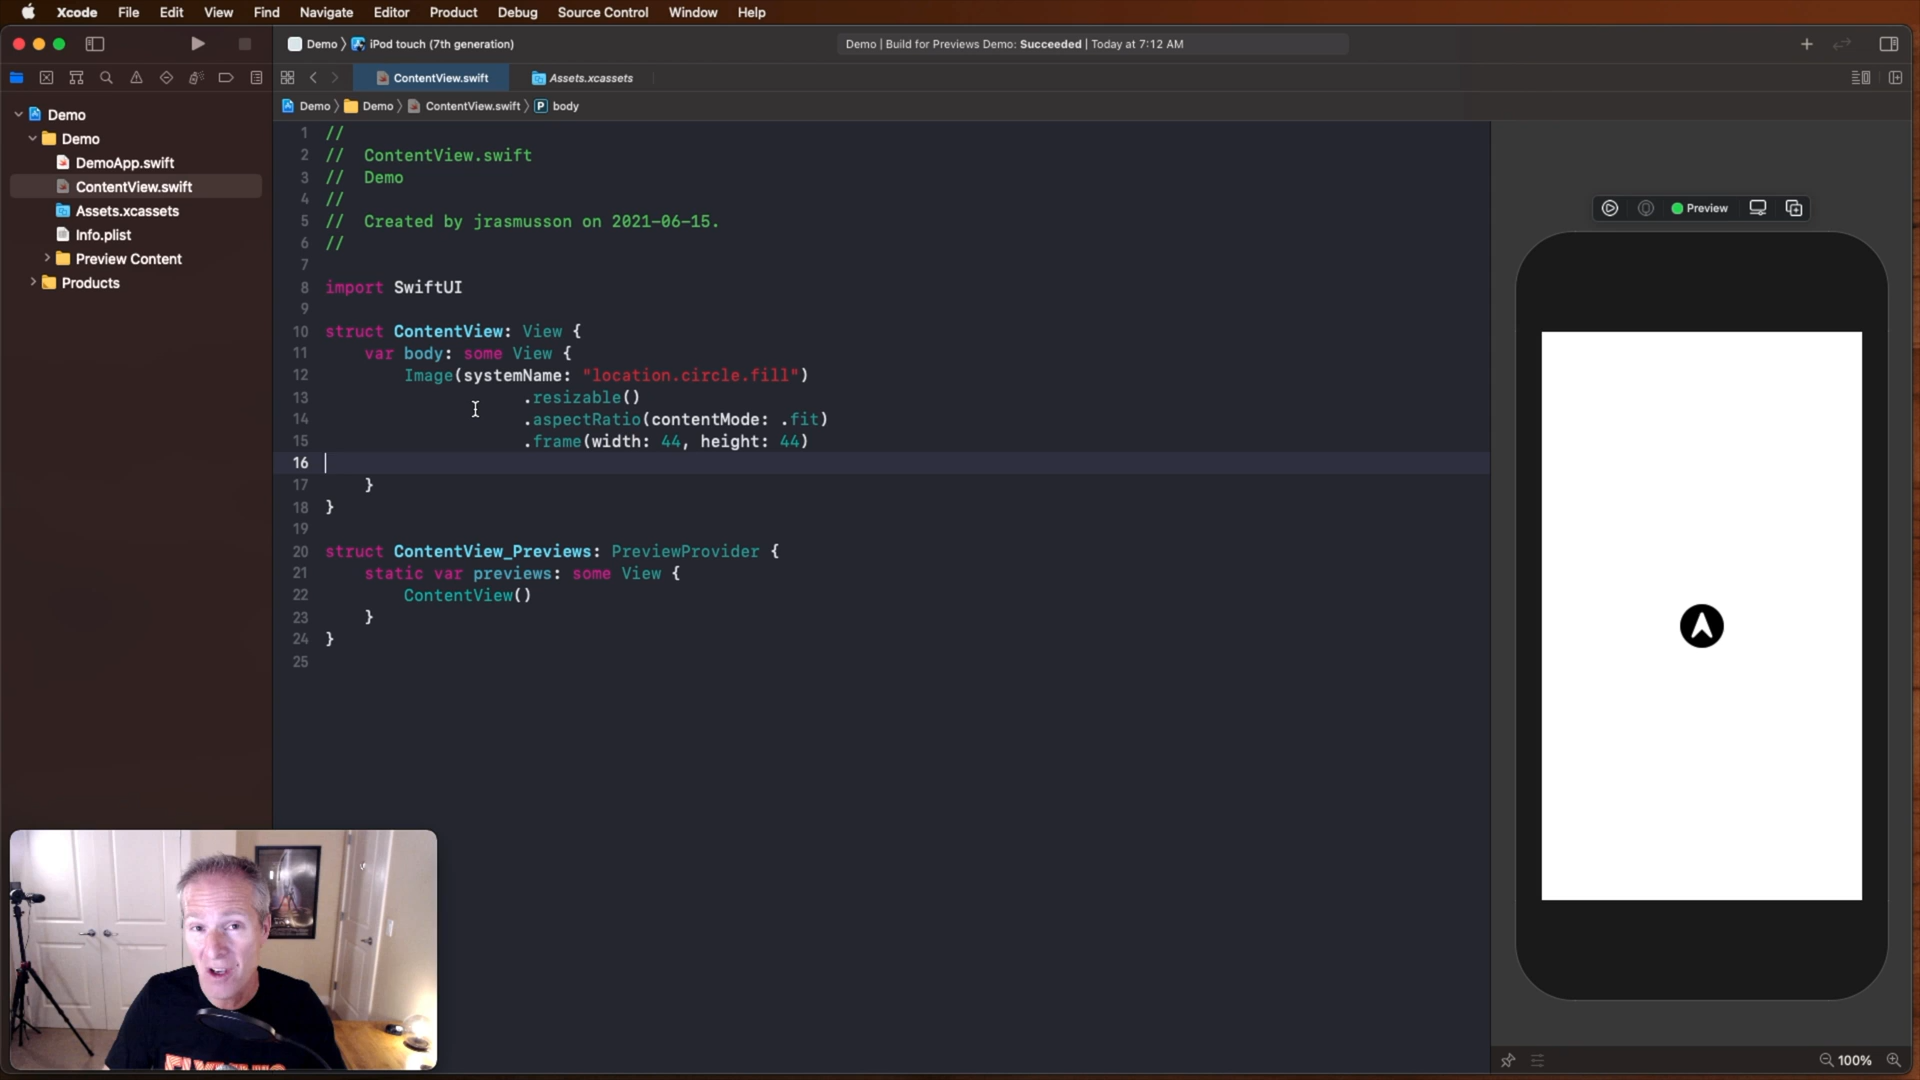 Xcode File Edit View Find Navigate Editor Product Debug Source Control Window Help
Demo 〉 iPod touch (7th generation)
Demo | Build for Previews Demo: Succeeded | Today at 7:12 AM
ContentView.swift
Assets.xcassets
Demo 〉 Demo 〉 ContentView.swift 〉 P body
Demo
Demo
DemoApp.swift
ContentView.swift
Assets.xcassets
Info.plist
Preview Content
Products
1 //
2 //  ContentView.swift
3 //  Demo
4 //
5 //  Created by jrasmusson on 2021-06-15.
6 //
7
8 import SwiftUI
9
10 struct ContentView: View {
11     var body: some View {
12         Image(systemName: "location.circle.fill")
13                     .resizable()
14                     .aspectRatio(contentMode: .fit)
15                     .frame(width: 44, height: 44)
16
17     }
18 }
19
20 struct ContentView_Previews: PreviewProvider {
21     static var previews: some View {
22         ContentView()
23     }
24 }
25
Preview
100%